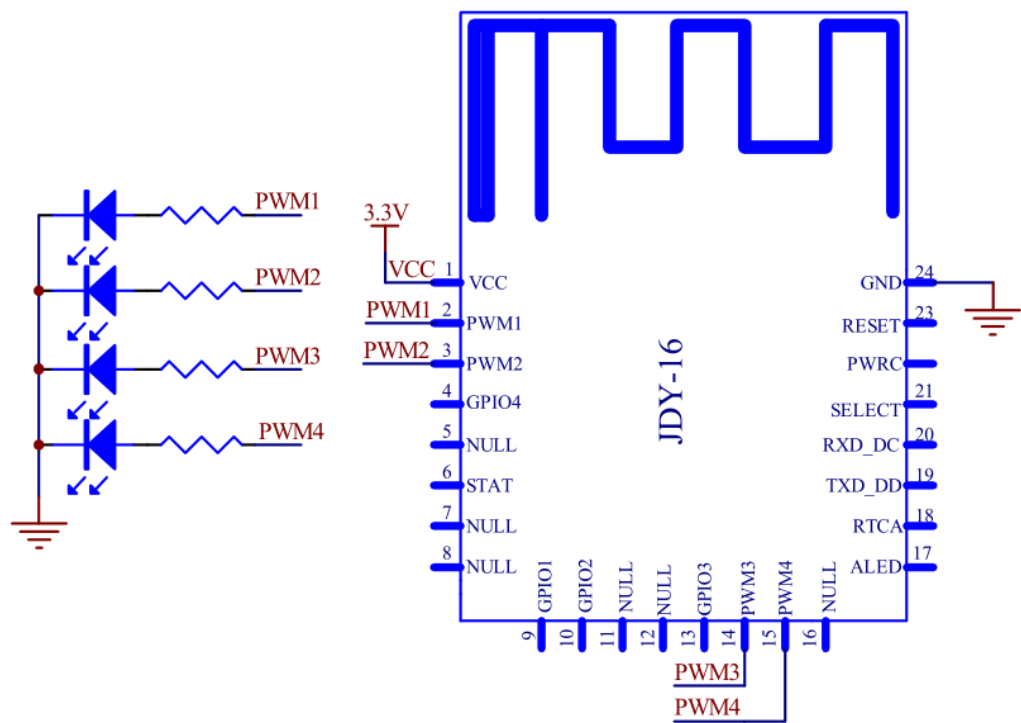 PWM1
PWM2
PWM3
PWM4
3.3V
VCC 1 VCC
PWM1 2 PWM1
PWM2 3 PWM2
4 GPIO4
5 NULL
6 STAT
7 NULL
8 NULL
JDY-16
GND 24
RESET 23
PWRC
SELECT 21
RXD_DC 20
TXD_DD 19
RTCA 18
ALED 17
GPIO1 9
GPIO2 10
NULL 11
NULL 12
GPIO3 13
PWM3 14
PWM4 15
NULL 16
PWM3
PWM4